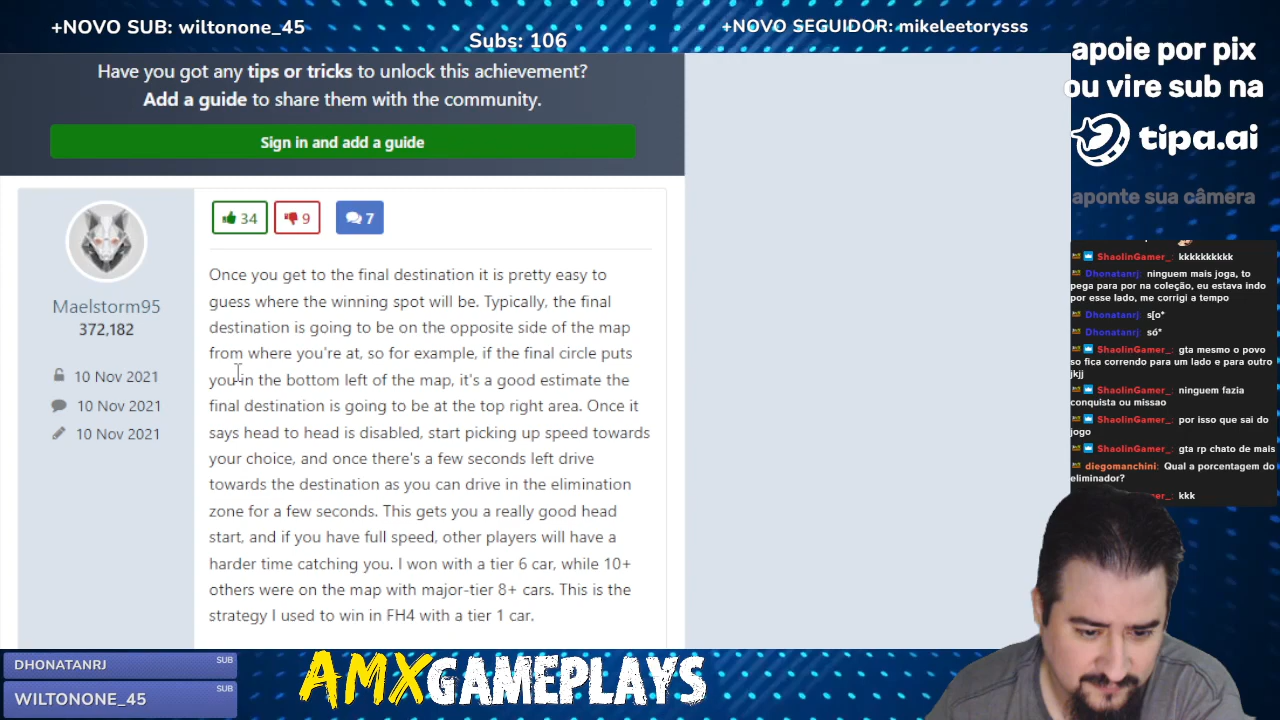 +NOVO SUB: wiltonone_45
Subs: 106
+NOVO SEGUIDOR: mikeleetorysss
Have you got any tips or tricks to unlock this achievement?
Add a guide to share them with the community.
Sign in and add a guide
34
9
7
Maelstorm95
372,182
10 Nov 2021
10 Nov 2021
10 Nov 2021
Once you get to the final destination it is pretty easy to
guess where the winning spot will be. Typically, the final
destination is going to be on the opposite side of the map
from where you're at, so for example, if the final circle puts
you in the bottom left of the map, it's a good estimate the
final destination is going to be at the top right area. Once it
says head to head is disabled, start picking up speed towards
your choice, and once there's a few seconds left drive
towards the destination as you can drive in the elimination
zone for a few seconds. This gets you a really good head
start, and if you have full speed, other players will have a
harder time catching you. I won with a tier 6 car, while 10+
others were on the map with major-tier 8+ cars. This is the
strategy I used to win in FH4 with a tier 1 car.
apoie por pix
ou vire sub na
tipa.ai
aponte sua câmera
ShaolinGamer_: kkkkkkkkkk
Dhonatanrj: ninguem mais joga, to
pega para por na coleção, eu estava indo
por esse lado, me corrigi a tempo
Dhonatanrj: s[o*
Dhonatanrj: só*
ShaolinGamer_: gta mesmo o povo
so fica correndo para um lado e para outro
jkjj
ShaolinGamer_: ninguem fazia
conquista ou missao
ShaolinGamer_: por isso que sai do
jogo
ShaolinGamer_: gta rp chato de mais
diegomanchini: Qual a porcentagem do
eliminador?
er_: kkk
DHONATANRJ SUB
WILTONONE_45 SUB
AMXGAMEPLAYS